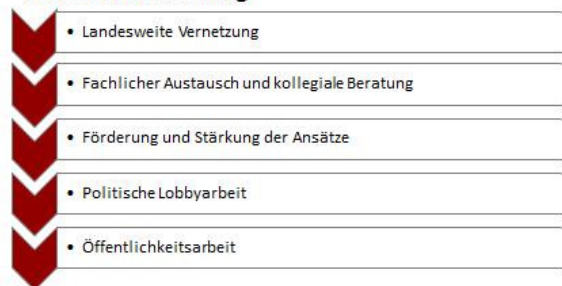 • Landesweite Vernetzung
• Fachlicher Austausch und kollegiale Beratung
• Förderung und Stärkung der Ansätze
• Politische Lobbyarbeit
• Öffentlichkeitsarbeit